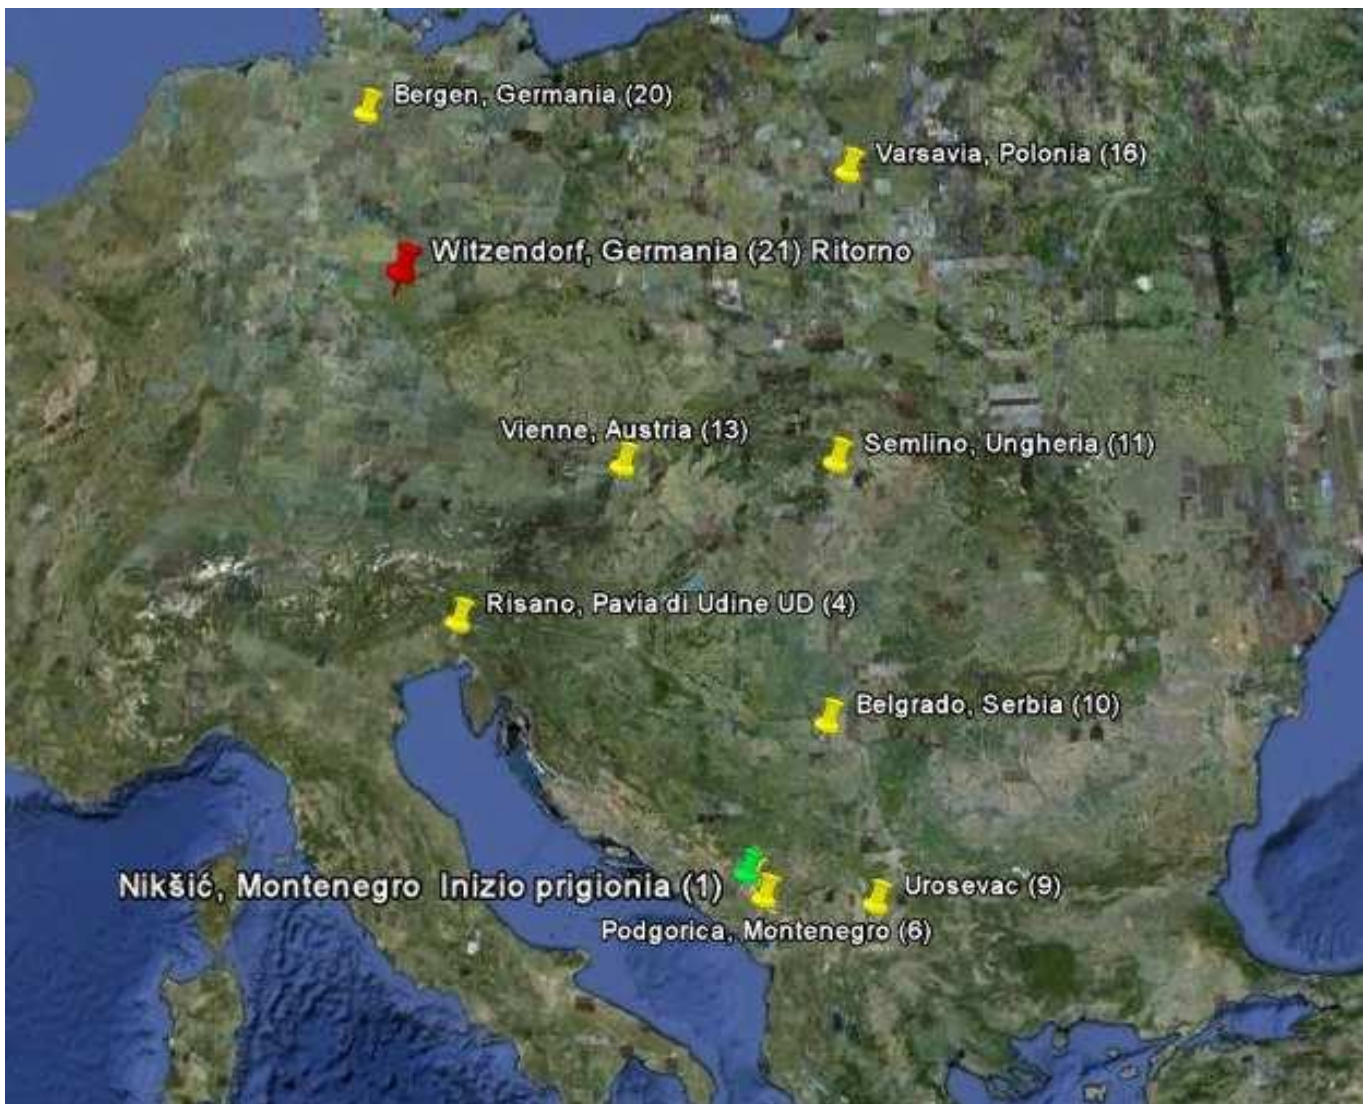 Bergen, Germania (20)
Varsavia, Polonia (16)
Witzendorf, Germania (21) Ritorno
Vienne, Austria (13)
Semlino, Ungheria (11)
RIsano, Pavia di Udine UD (4)
Belgrado, Serbia (10)
Nikšić, Montenegro Inizio prigionia (1)
Urosevac (9)
Podgorica, Montenegro (6)